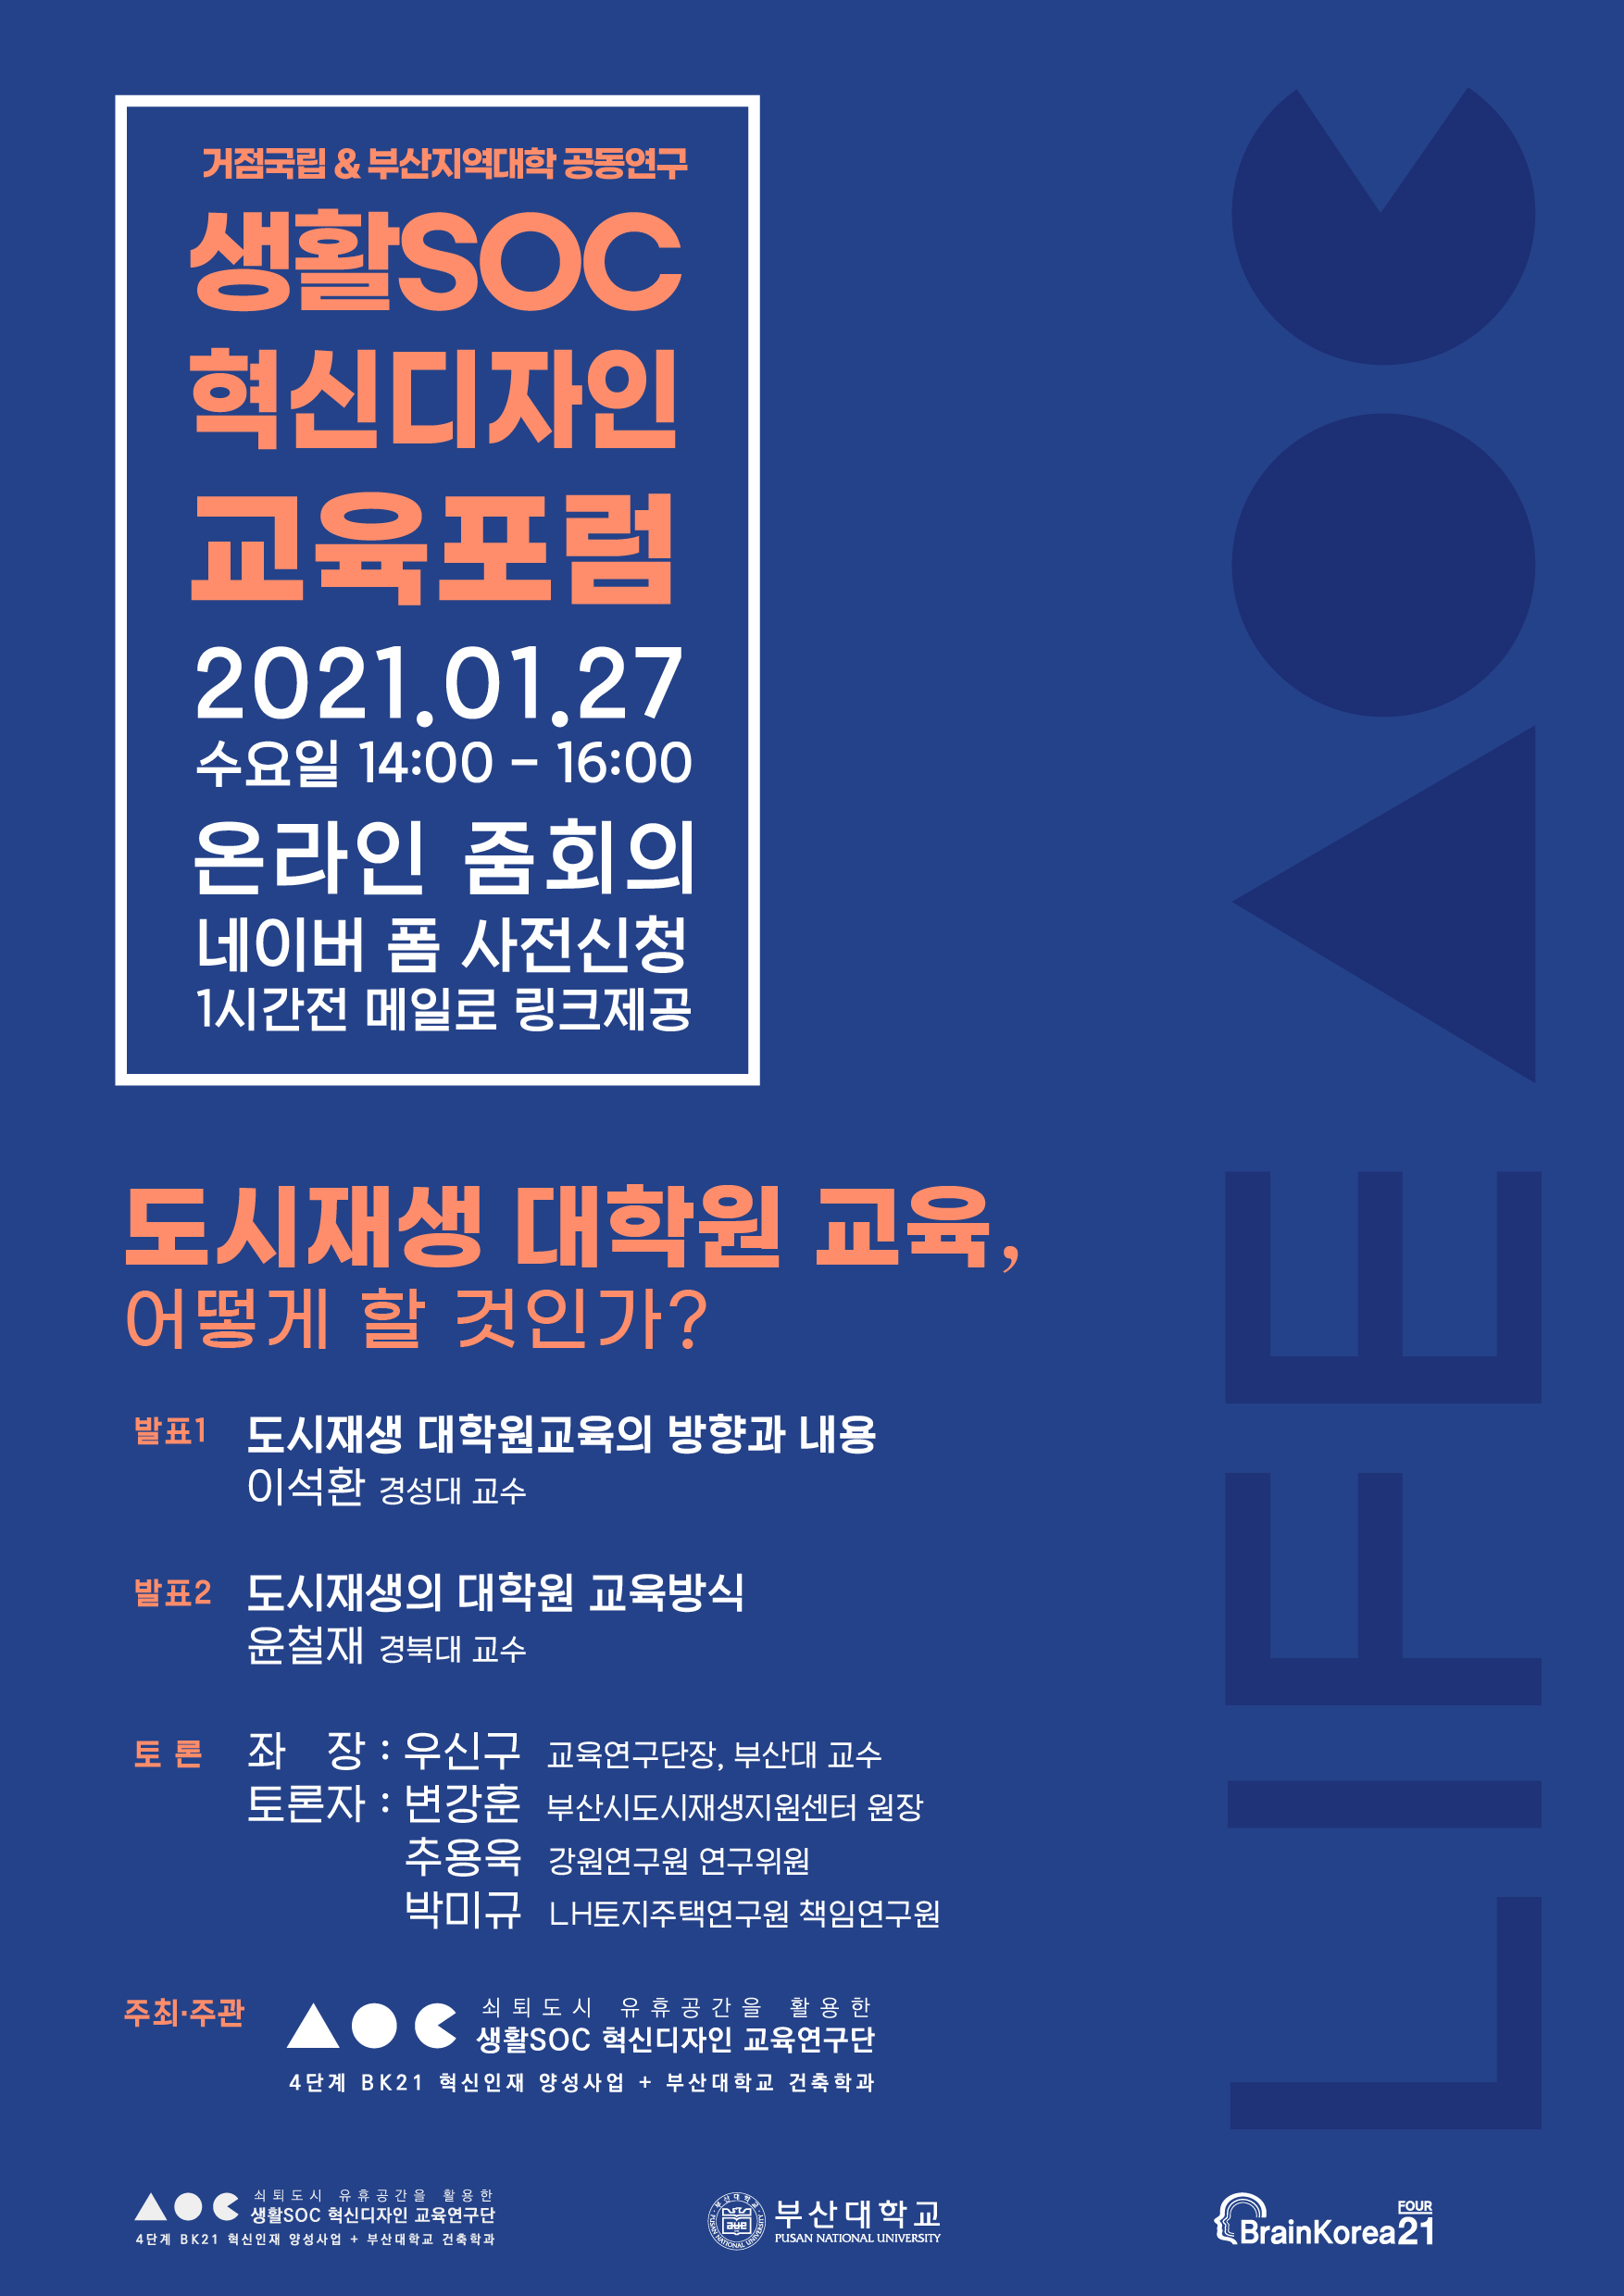 거점국립 & 부산지역대학 공동연구
생활SOC
혁신디자인
교육포럼
2021.01.27
수요일 14:00 - 16:00
온라인 줌회의
네이버 폼 사전신청
1시간전 메일로 링크제공
LIFE
도시재생 대학원 교육,
어떻게 할 것인가?
발표1 도시재생 대학원교육의 방향과 내용
이석환 경성대 교수
발표2 도시재생의 대학원 교육방식
윤철재 경북대 교수
토론 좌 장 : 우신구 교육연구단장, 부산대 교수
토론자 : 변강훈 부산시도시재생지원센터 원장
추용욱 강원연구원 연구위원
박미규 LH토지주택연구원 책임연구원
주최·주관 쇠퇴도시 유휴공간을 활용한
생활SOC 혁신디자인 교육연구단
4단계 BK21 혁신인재 양성사업 + 부산대학교 건축학과
쇠퇴도시 유휴공간을 활용한
생활SOC 혁신디자인 교육연구단
4단계 BK21 혁신인재 양성사업 + 부산대학교 건축학과
부산대학교
PUSAN NATIONAL UNIVERSITY
부산대학교
PUSAN NATIONAL UNIVERSITY
FOUR
BrainKorea21